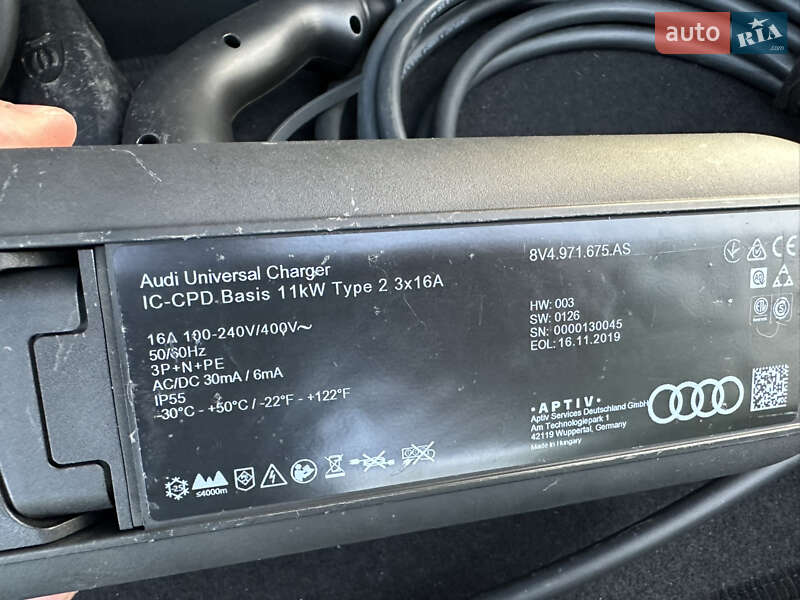 auto RIA .com
Audi Universal Charger
IC-CPD Basis 11kW Type 2 3x16A
16A 100-240V/400V~
50/60Hz
3P+N+PE
AC/DC 30mA / 6mA
IP55
-30°C - +50°C / -22°F - +122°F
≤4000m
8V4.971.675.AS
HW: 003
SW: 0126
SN: 0000130045
EOL: 16.11.2019
·APTIV·
Aptiv Services Deutschland GmbH
Am Technologiepark 1
42119 Wuppertal, Germany
Made in Hungary
CE